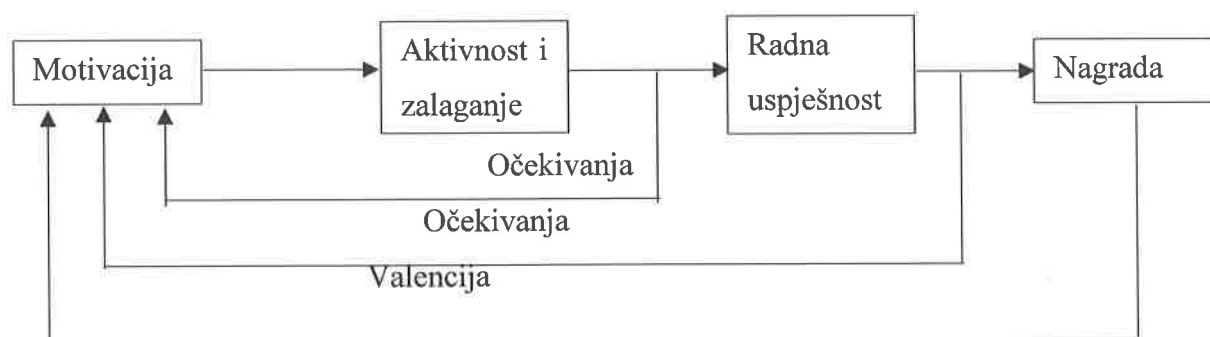 Motivacija
Aktivnost i
zalaganje
Radna
uspješnost
Nagrada
Očekivanja
Očekivanja
Valencija